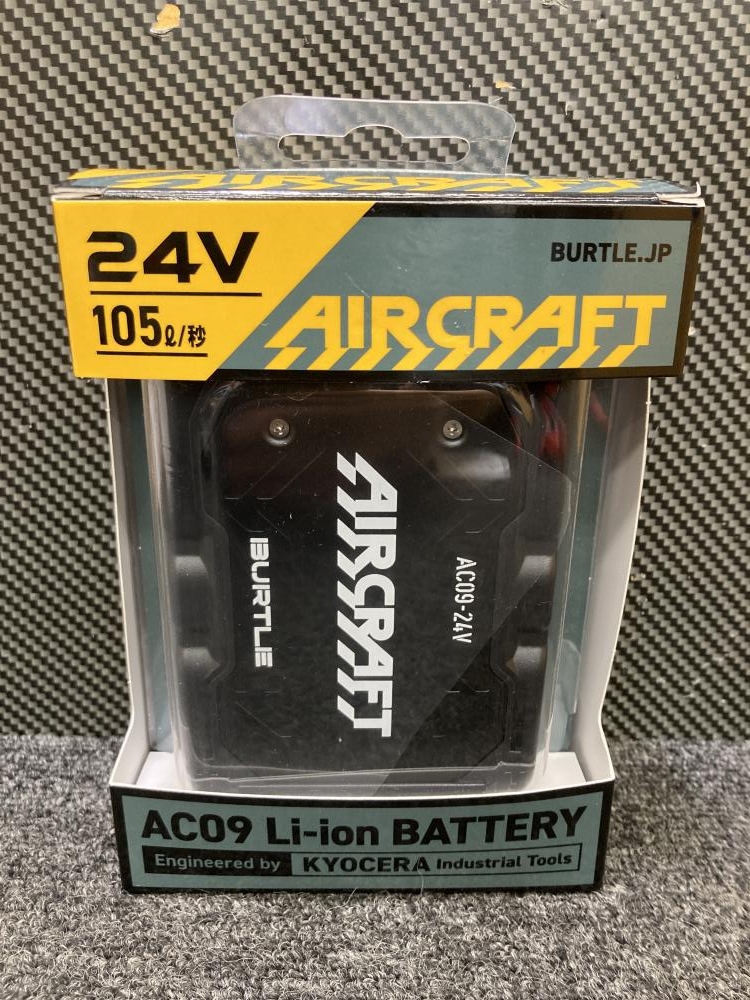 AIRCRAFT
24V
105ℓ/秒
BURTLE.JP
AIRCRAFT
AIRCRAFT
BURTLE
AC09-24V
AC09 Li-ion BATTERY
Engineered by KYOCERA Industrial Tools